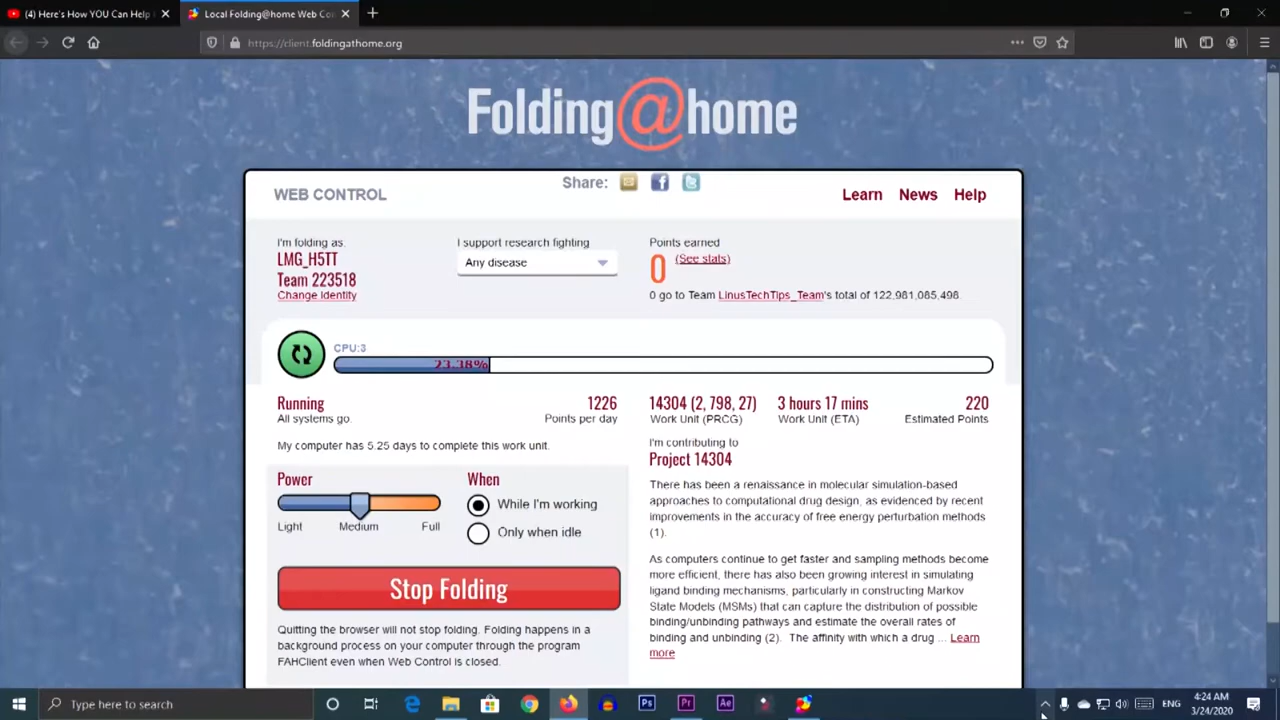 (4) Here's How YOU Can Help
Local Folding@home Web Con
https://client.foldingathome.org
Folding@home
WEB CONTROL
Share:
Learn News Help
I'm folding as:
LMG_H5TT
Team 223518
Change Identity
I support research fighting
Any disease
Points earned
0 (See stats)
0 go to Team LinusTechTips_Team's total of 122,981,085,498.
CPU:3
23.38%
Running
All systems go.
1226
Points per day
14304 (2, 798, 27)
Work Unit (PRCG)
3 hours 17 mins
Work Unit (ETA)
220
Estimated Points
My computer has 5.25 days to complete this work unit.
Power
Light Medium Full
When
While I'm working
Only when idle
Stop Folding
Quitting the browser will not stop folding. Folding happens in a
background process on your computer through the program
FAHClient even when Web Control is closed.
I'm contributing to
Project 14304
There has been a renaissance in molecular simulation-based
approaches to computational drug design, as evidenced by recent
improvements in the accuracy of free energy perturbation methods
(1).
As computers continue to get faster and sampling methods become
more efficient, there has also been growing interest in simulating
ligand binding mechanisms, particularly in constructing Markov
State Models (MSMs) that can capture the distribution of possible
binding/unbinding pathways and estimate the overall rates of
binding and unbinding (2). The affinity with which a drug ... Learn
more
Type here to search
Ps
Pr
Ae
ENG
4:24 AM
3/24/2020